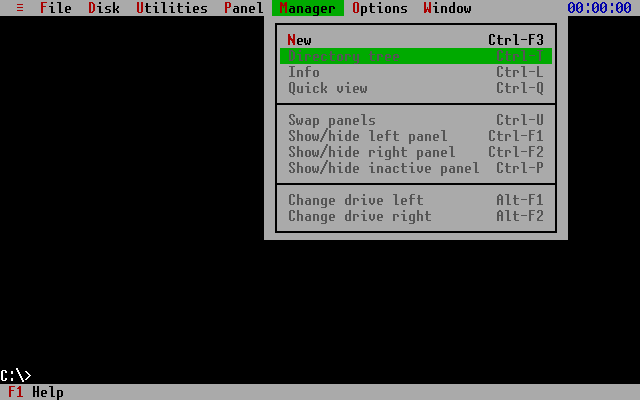 ≡ File Disk Utilities Panel Manager Options Window 00:00:00
New Ctrl-F3
Directory tree Ctrl-T
Info Ctrl-L
Quick view Ctrl-Q
Swap panels Ctrl-U
Show/hide left panel Ctrl-F1
Show/hide right panel Ctrl-F2
Show/hide inactive panel Ctrl-P
Change drive left Alt-F1
Change drive right Alt-F2
C:\>
F1 Help